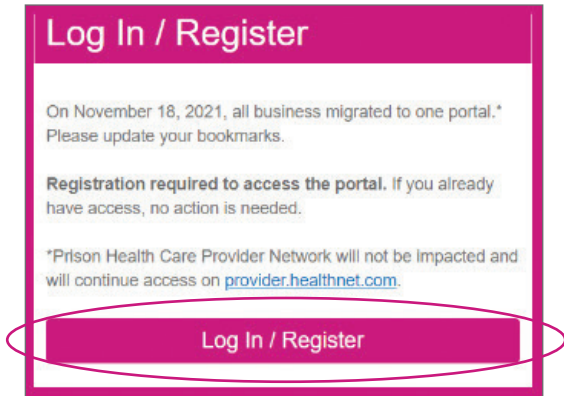 Log In / Register
On November 18, 2021, all business migrated to one portal.*
Please update your bookmarks.
Registration required to access the portal. If you already
have access, no action is needed.
*Prison Health Care Provider Network will not be impacted and
will continue access on provider.healthnet.com.
Log In / Register